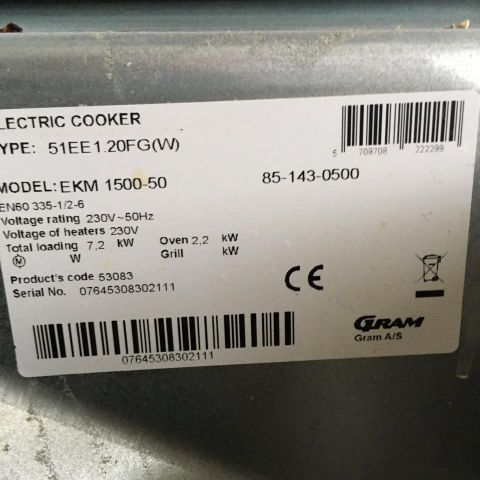 LECTRIC COOKER
YPE: 51EE1.20FG(W)
5 709708 222299
MODEL: EKM 1500-50 85-143-0500
EN60 335-1/2-6
Voltage rating 230V~50Hz
Voltage of heaters 230V
Total loading 7,2 kW Oven 2,2 kW
M W Grill kW
Product's code 53083
Serial No. 07645308302111
CE
GRAM
Gram A/S
07645308302111